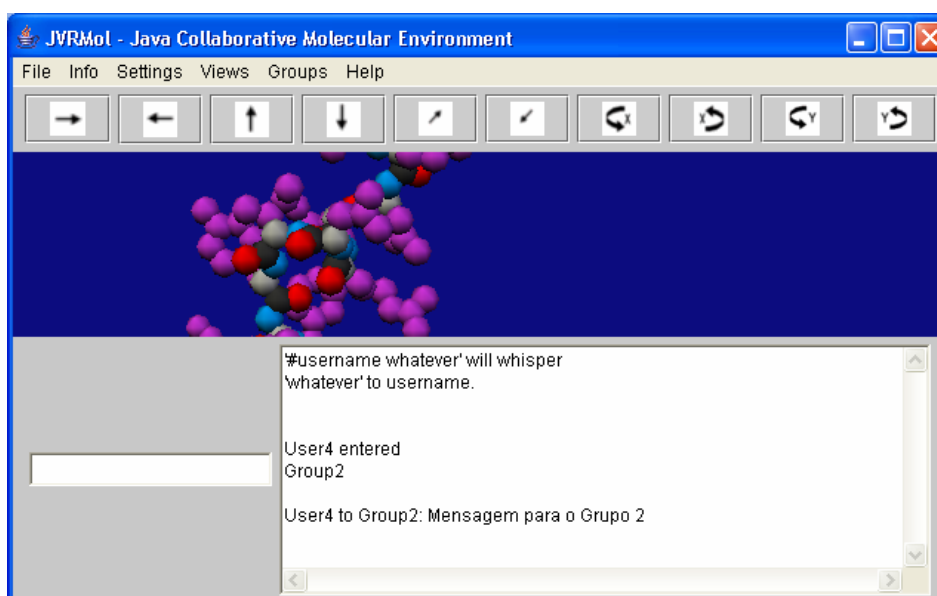 JVRMol - Java Collaborative Molecular Environment
File Info Settings Views Groups Help
X X Y Y
'#username whatever' will whisper
'whatever' to username.
User4 entered
Group2
User4 to Group2: Mensagem para o Grupo 2